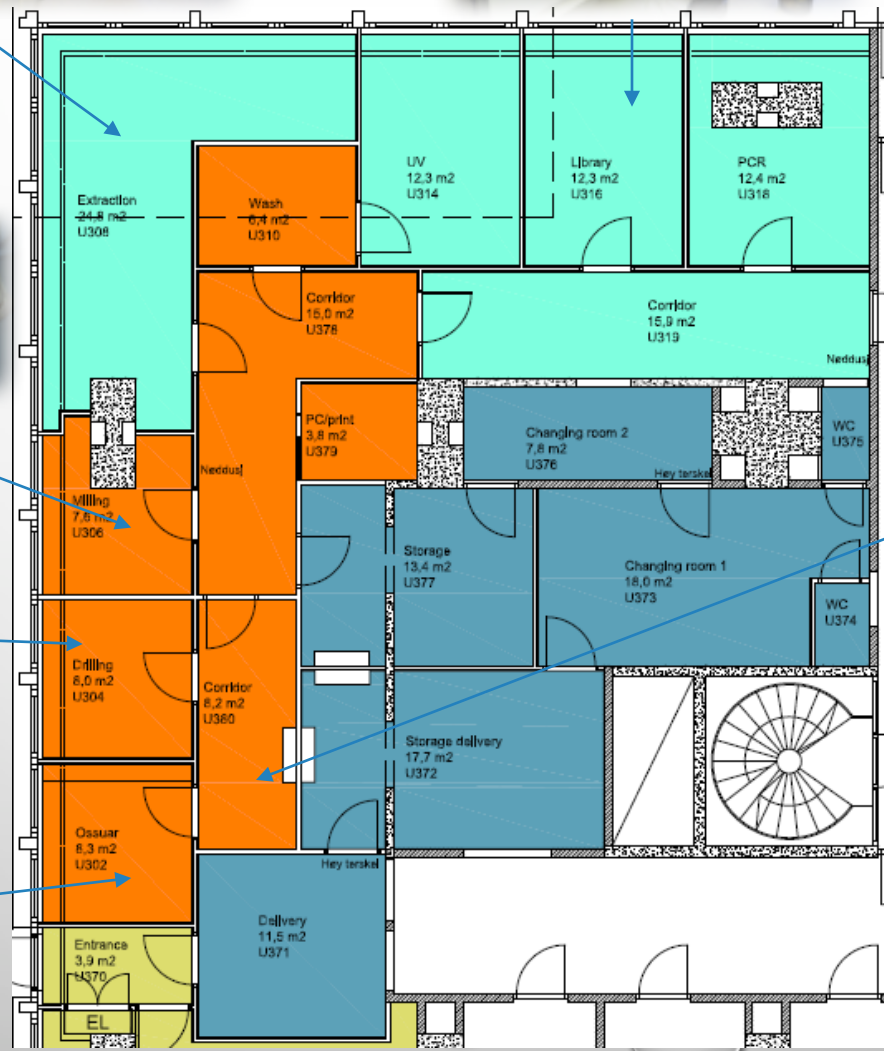 UV
12,3 m2
U314
Library
12,3 m2
U316
PCR
12,4 m2
U318
Extraction
24,8 m2
U308
Wash
6,4 m2
U310
Corridor
15,0 m2
U378
Corridor
15,9 m2
U319
Nøddusj
PC/print
3,8 m2
U379
Changing room 2
7,8 m2
U376
WC
U375
Nøddusj
Høy terskel
Milling
7,6 m2
U306
Storage
13,4 m2
U377
Changing room 1
18,0 m2
U373
WC
U374
Drilling
8,0 m2
U304
Corridor
8,2 m2
U380
Storage delivery
17,7 m2
U372
Ossuar
8,3 m2
U302
Høy terskel
Delivery
11,5 m2
U371
Entrance
3,9 m2
U370
EL